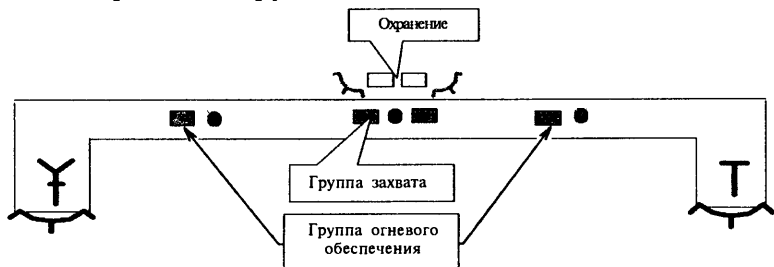 Охранение
Группа захвата
Группа огневого
обеспечения